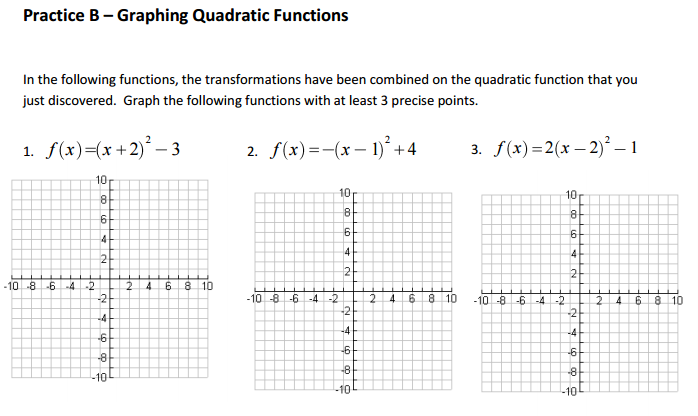 Practice B – Graphing Quadratic Functions
In the following functions, the transformations have been combined on the quadratic function that you
just discovered. Graph the following functions with at least 3 precise points.
1. f(x)=(x+2)² – 3 2. f(x)=–(x–1)² +4 3. f(x)=2(x–2)² – 1
10 10 10
8 8 8
6 6 6
4 4 4
2 2 2
-10 -8 -6 -4 -2 2 4 6 8 10 -10 -8 -6 -4 -2 2 4 6 8 10 -10 -8 -6 -4 -2 2 4 6 8 10
-2 -2 -2
-4 -4 -4
-6 -6 -6
-8 -8 -8
-10 -10 -10